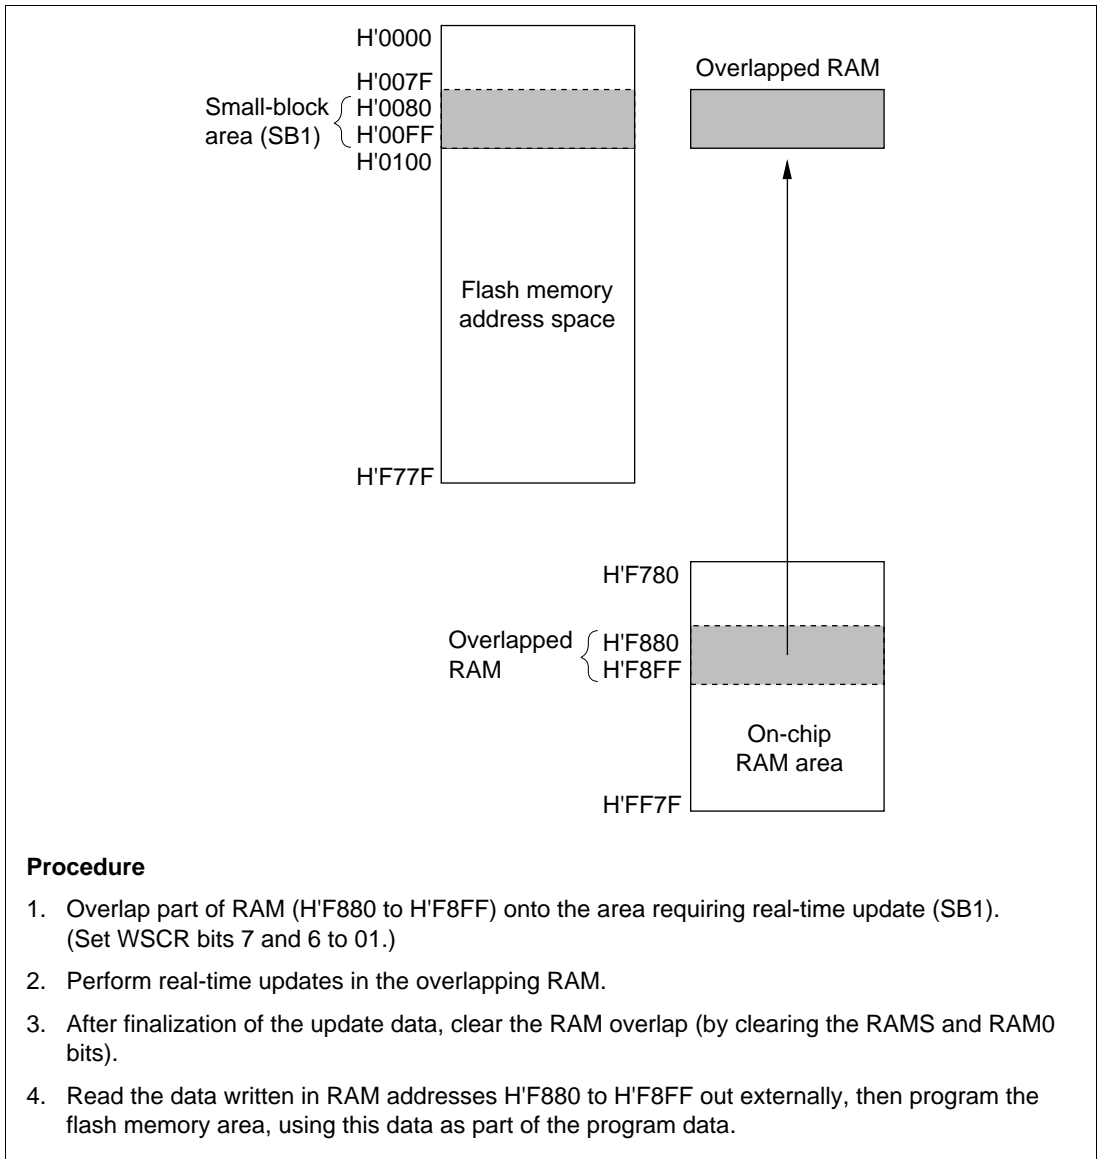 H'0000
Overlapped RAM
H'007F
Small-block
area (SB1)
H'0080
H'00FF
H'0100
Flash memory
address space
H'F77F
H'F780
Overlapped
RAM
H'F880
H'F8FF
On-chip
RAM area
H'FF7F
Procedure
1. Overlap part of RAM (H'F880 to H'F8FF) onto the area requiring real-time update (SB1).
(Set WSCR bits 7 and 6 to 01.)
2. Perform real-time updates in the overlapping RAM.
3. After finalization of the update data, clear the RAM overlap (by clearing the RAMS and RAM0
bits).
4. Read the data written in RAM addresses H'F880 to H'F8FF out externally, then program the
flash memory area, using this data as part of the program data.